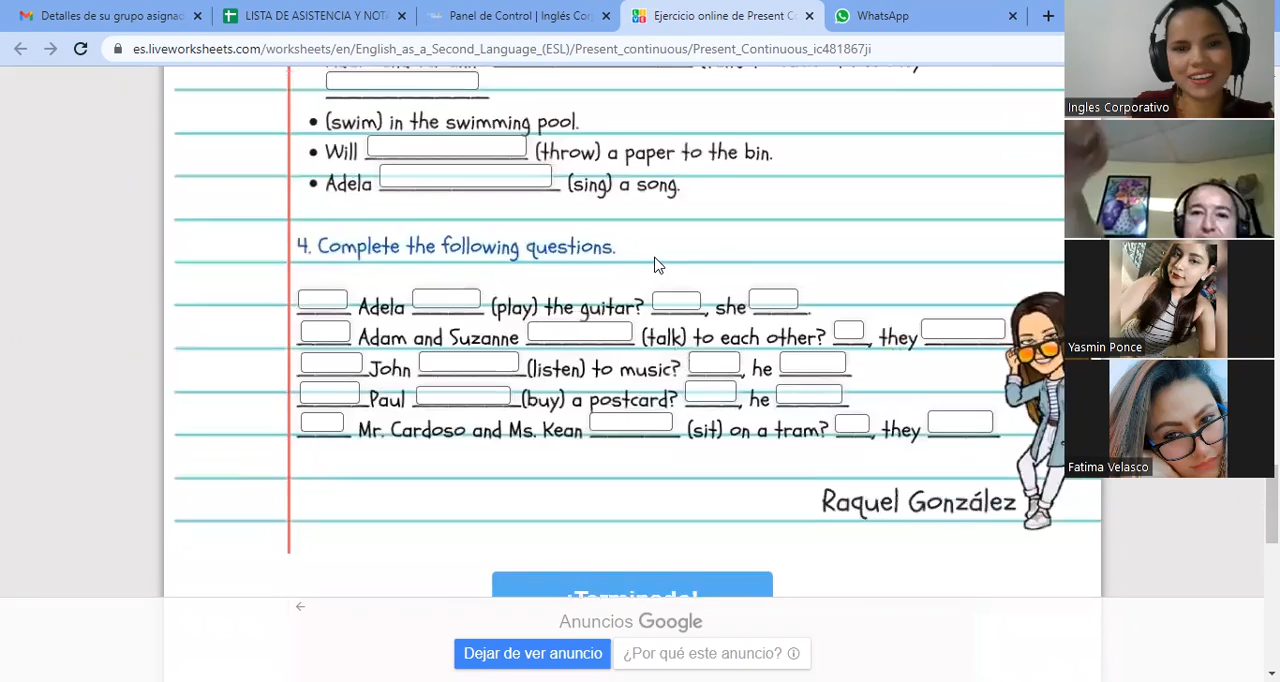 Detalles de su grupo asignad
LISTA DE ASISTENCIA Y NOTA
Panel de Control | Inglés Corp
Ejercicio online de Present C
WhatsApp
es.liveworksheets.com/worksheets/en/English_as_a_Second_Language_(ESL)/Present_continuous/Present_Continuous_ic481867ji
• (swim) in the swimming pool.
• Will (throw) a paper to the bin.
• Adela (sing) a song.
4. Complete the following questions.
Adela (play) the guitar? , she .
Adam and Suzanne (talk) to each other? , they
John (listen) to music? , he
Paul (buy) a postcard? , he
Mr. Cardoso and Ms. Kean (sit) on a tram? , they
Raquel González
¡Terminado!
Anuncios Google
Dejar de ver anuncio
¿Por qué este anuncio?
Ingles Corporativo
Yasmin Ponce
Fatima Velasco